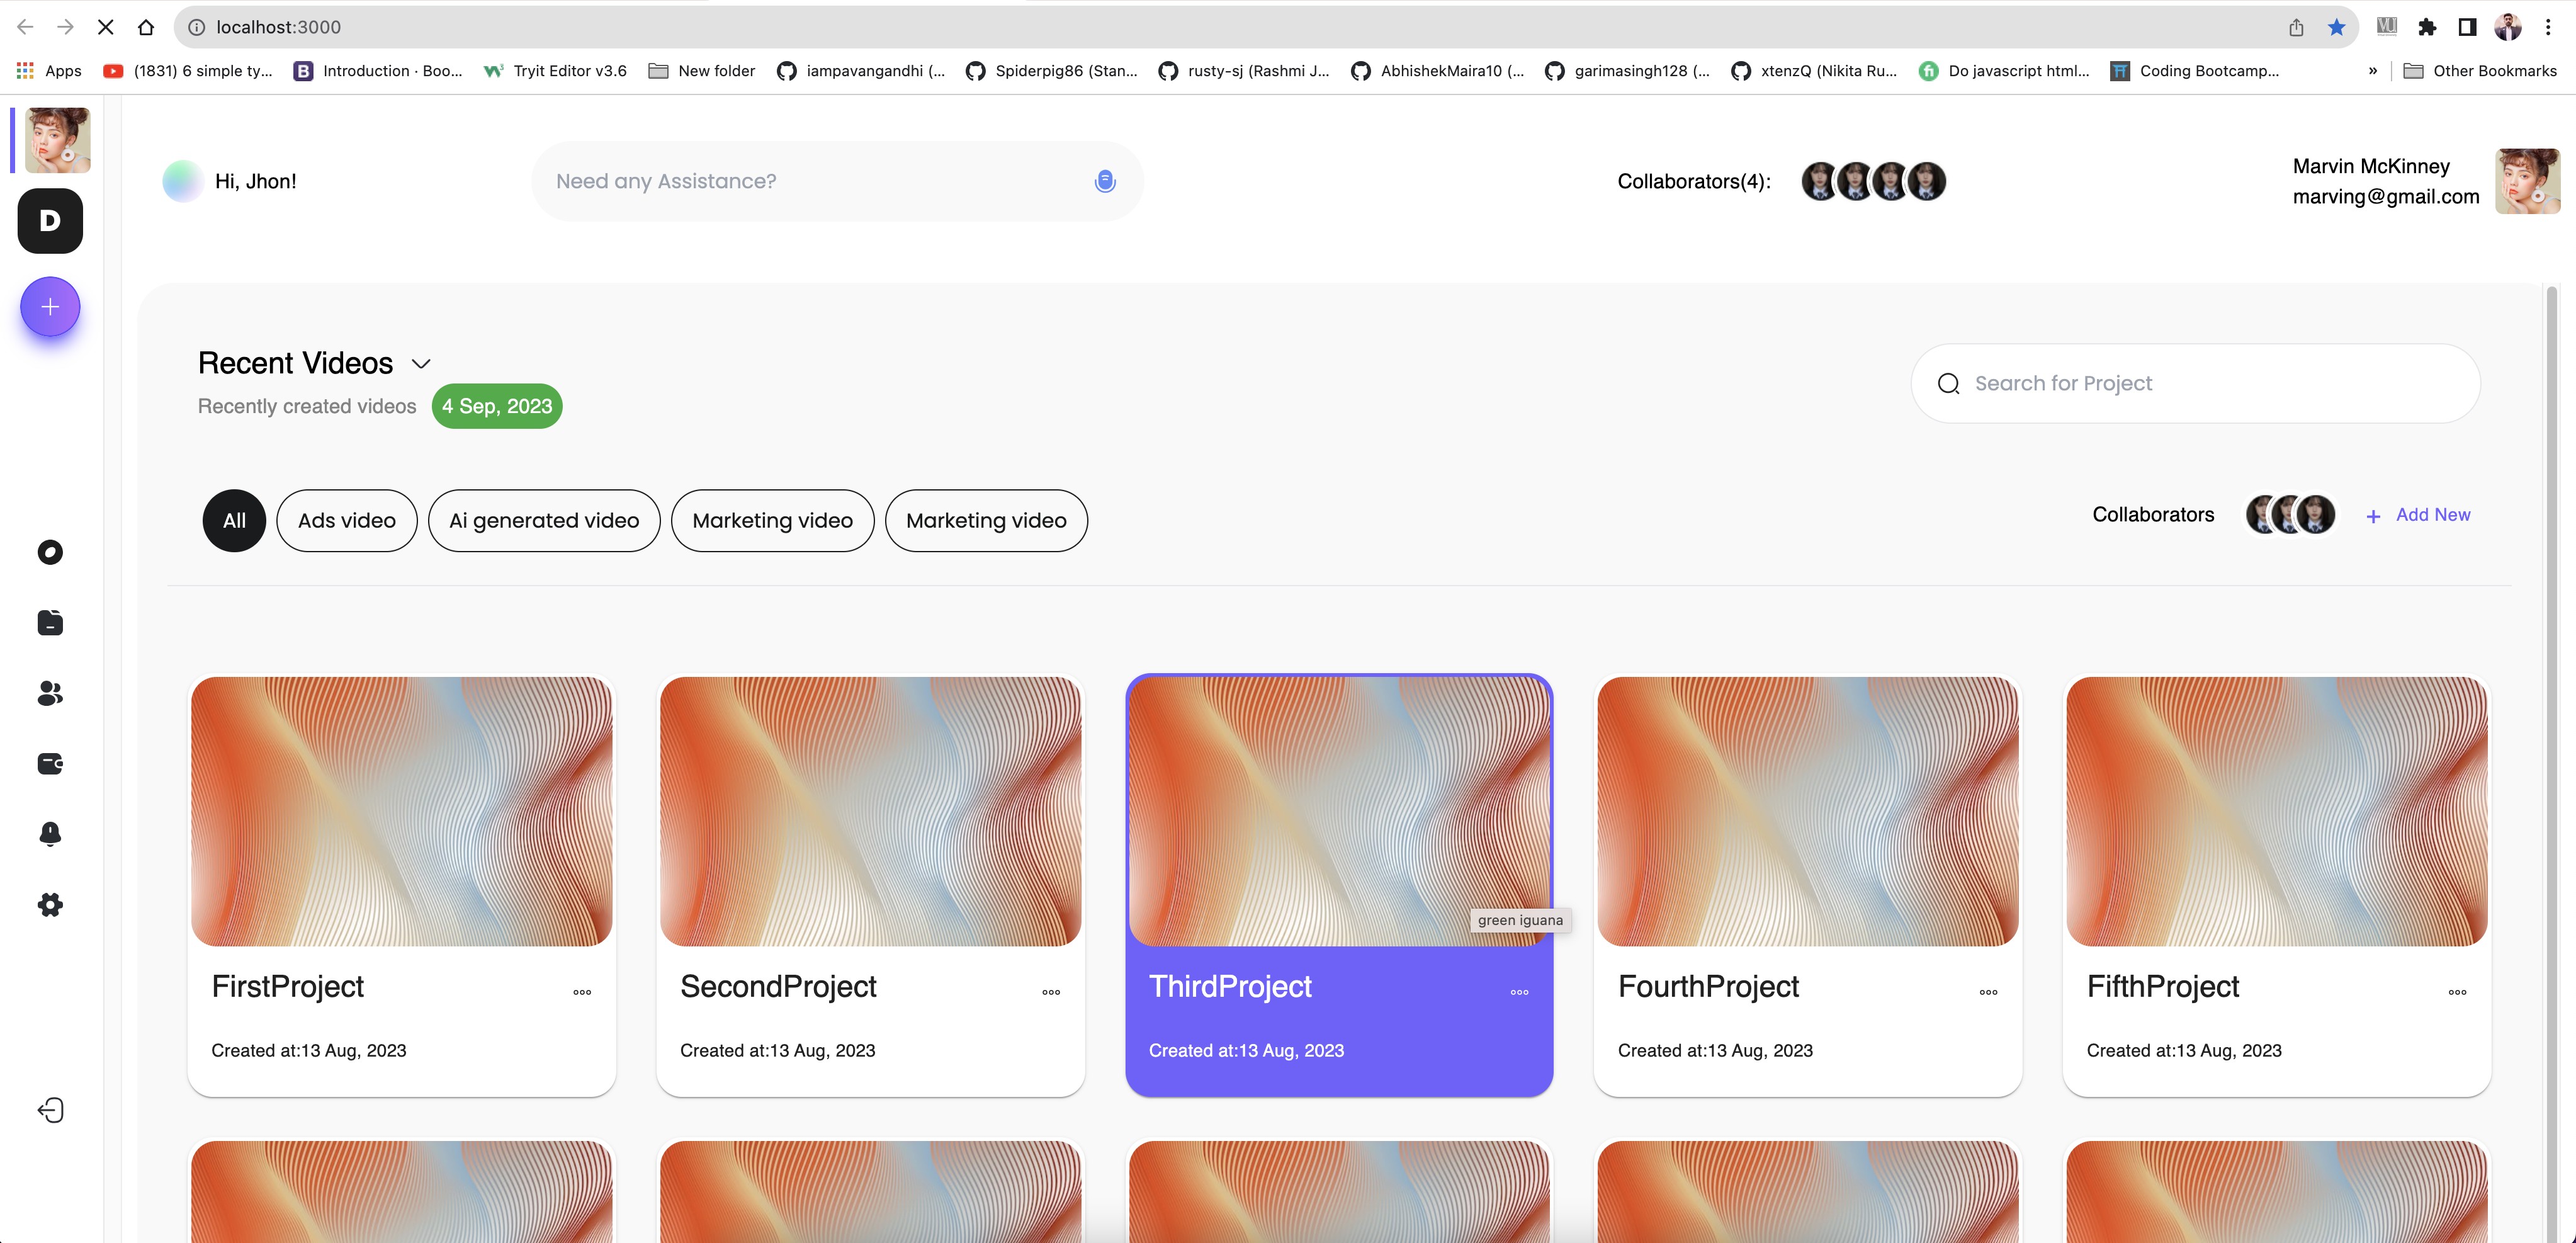 localhost:3000
Apps
(1831) 6 simple ty...
Introduction · Boo...
Tryit Editor v3.6
New folder
iampavangandhi (...
Spiderpig86 (Stan...
rusty-sj (Rashmi J...
AbhishekMaira10 (...
garimasingh128 (...
xtenzQ (Nikita Ru...
Do javascript html...
Coding Bootcamp...
»
Other Bookmarks
D
Hi, Jhon!
Need any Assistance?
Collaborators(4):
Marvin McKinney
marving@gmail.com
Recent Videos
Recently created videos
4 Sep, 2023
Search for Project
All
Ads video
Ai generated video
Marketing video
Marketing video
Collaborators
+ Add New
green iguana
FirstProject
Created at:13 Aug, 2023
SecondProject
Created at:13 Aug, 2023
ThirdProject
Created at:13 Aug, 2023
FourthProject
Created at:13 Aug, 2023
FifthProject
Created at:13 Aug, 2023